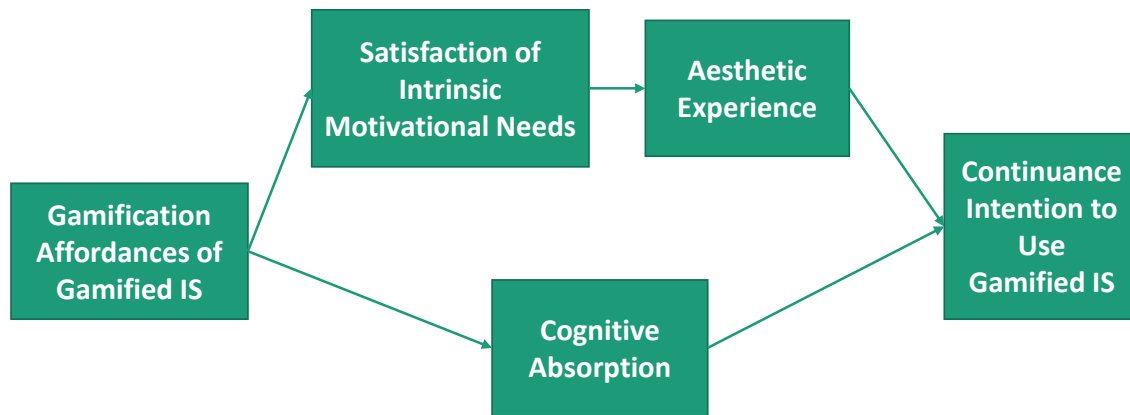 Satisfaction of
Intrinsic
Motivational Needs
Aesthetic
Experience
Gamification
Affordances of
Gamified IS
Continuance
Intention to
Use
Gamified IS
Cognitive
Absorption